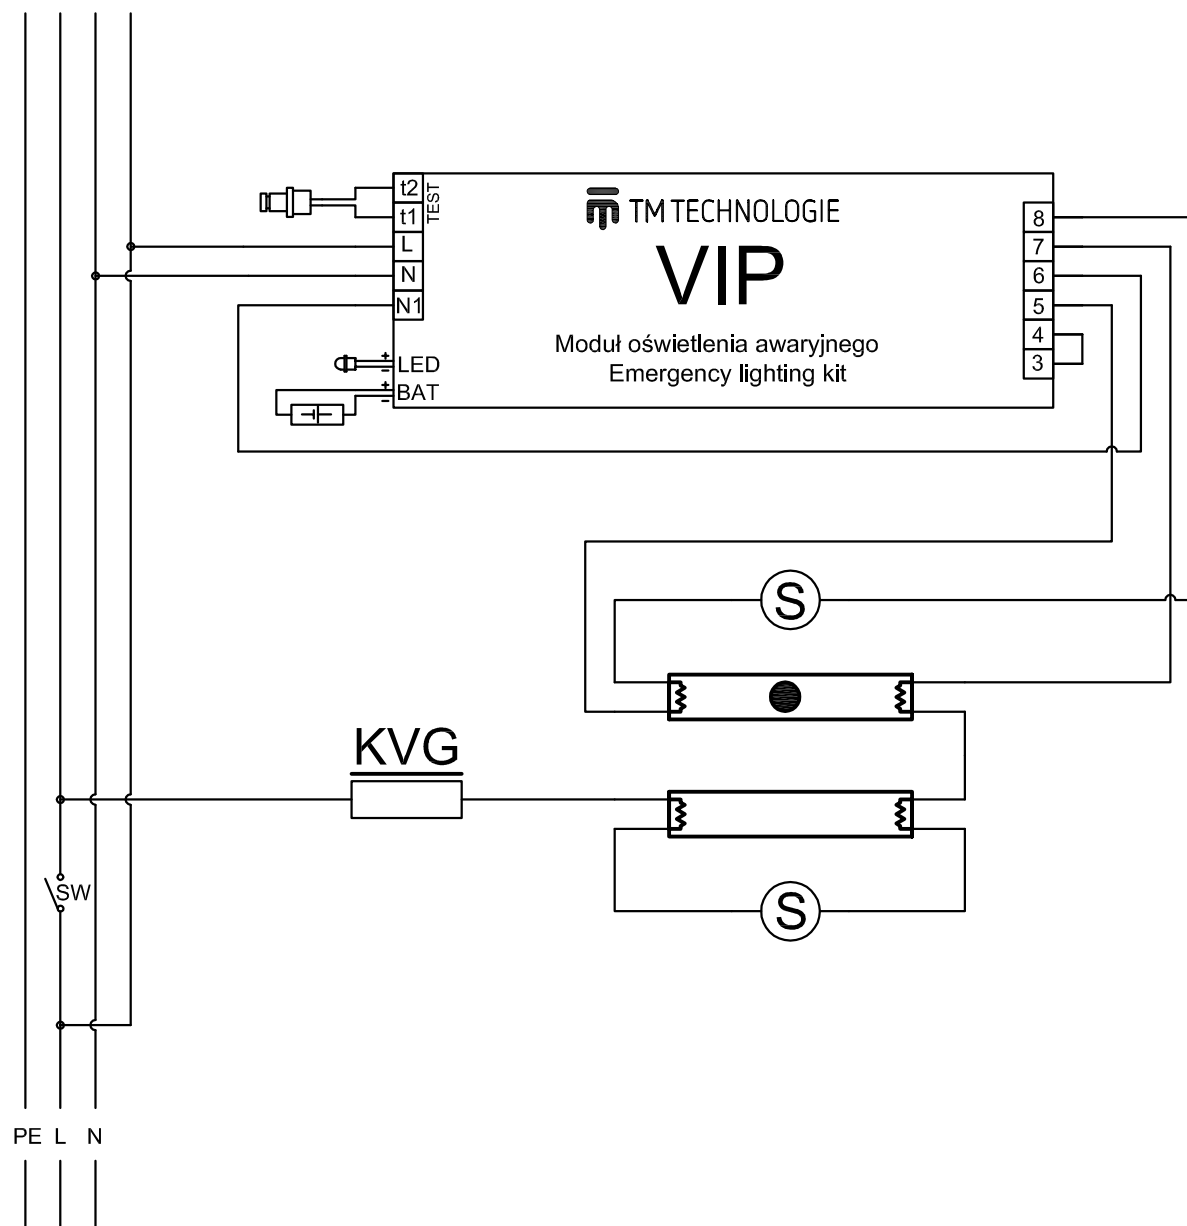 t2
t1
TEST
L
N
N1
LED
+
-
BAT
+
-
TM TECHNOLOGIE
VIP
Moduł oświetlenia awaryjnego
Emergency lighting kit
8
7
6
5
4
3
S
KVG
S
SW
PE L N